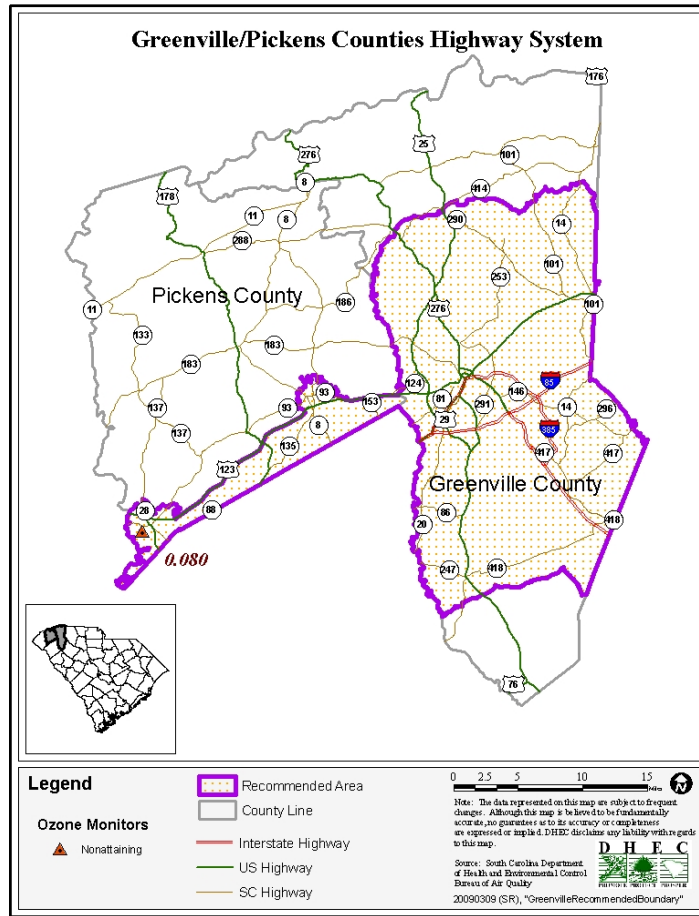 Greenville/Pickens Counties Highway System
176
25
276
101
8
178
414
11
8
290
14
288
253
101
Pickens County
186
276
11
101
133
183
183
124
85
93
93
153
81
146
137
29
291
14
296
8
385
137
135
417
417
123
Greenville County
28
88
86
20
418
0.080
247
418
76
Legend
Recommended Area
County Line
Ozone Monitors
Nonattaining
Interstate Highway
US Highway
SC Highway
0 2.5 5 10 15
Miles
N
Note: The data represented on this map are subject to frequent
changes. Although this map is believed to be fundamentally
accurate, no guarantees as to its accuracy or completeness
are expressed or implied. DHEC disclaims any liability with regards
to this map.
D H E C
Source: South Carolina Department
of Health and Environmental Control
Bureau of Air Quality
PROMOTE PROTECT PROSPER
20090309 (SR), "GreenvilleRecommendedBoundary"